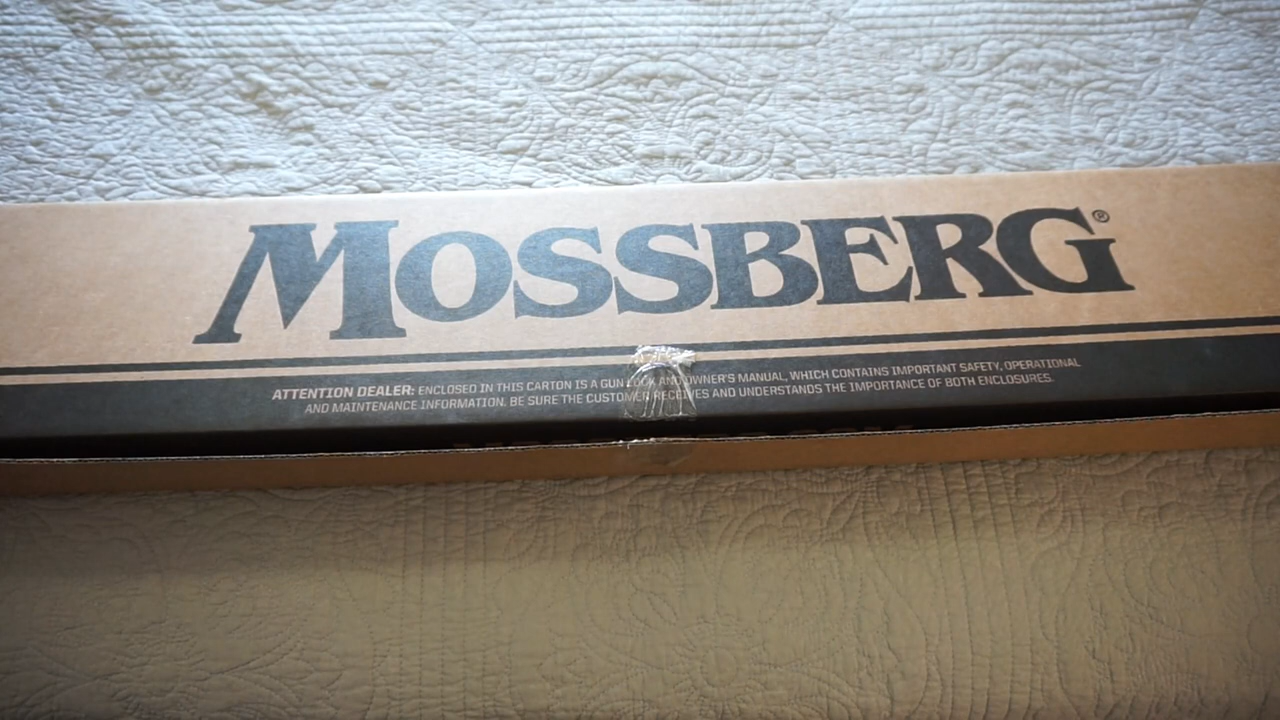 MOSSBERG®
ATTENTION DEALER: ENCLOSED IN THIS CARTON IS A GUN LOCK AND OWNER'S MANUAL, WHICH CONTAINS IMPORTANT SAFETY, OPERATIONAL
AND MAINTENANCE INFORMATION. BE SURE THE CUSTOMER RECEIVES AND UNDERSTANDS THE IMPORTANCE OF BOTH ENCLOSURES.